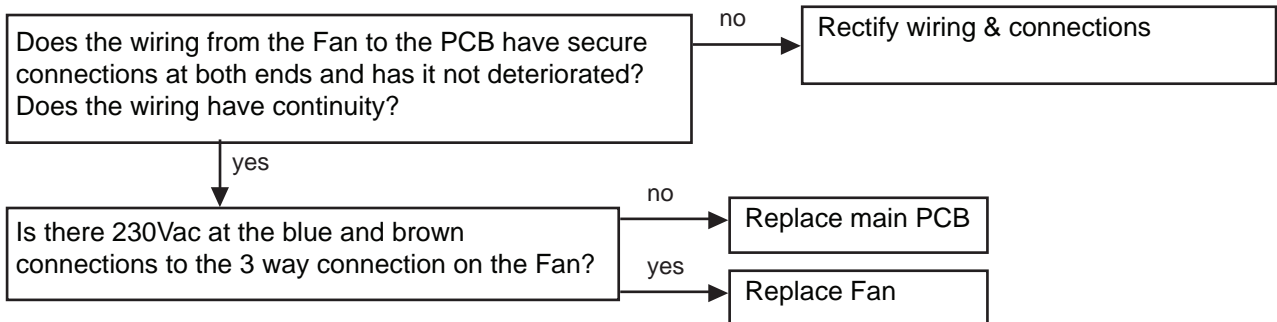 Does the wiring from the Fan to the PCB have secure
connections at both ends and has it not deteriorated?
Does the wiring have continuity?
no
Rectify wiring & connections
yes
Is there 230Vac at the blue and brown
connections to the 3 way connection on the Fan?
no
Replace main PCB
yes
Replace Fan